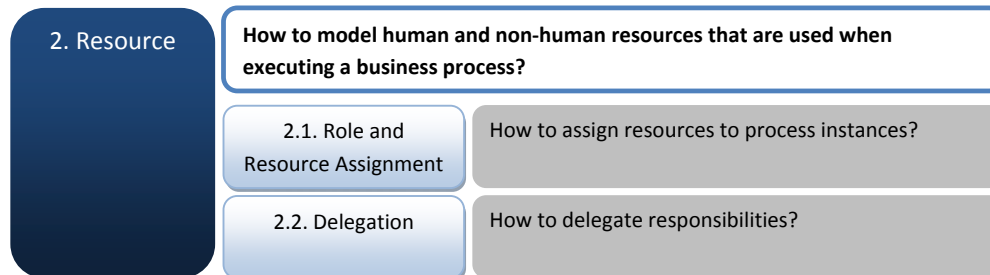 2. Resource
How to model human and non-human resources that are used when
executing a business process?
2.1. Role and
Resource Assignment
How to assign resources to process instances?
2.2. Delegation
How to delegate responsibilities?